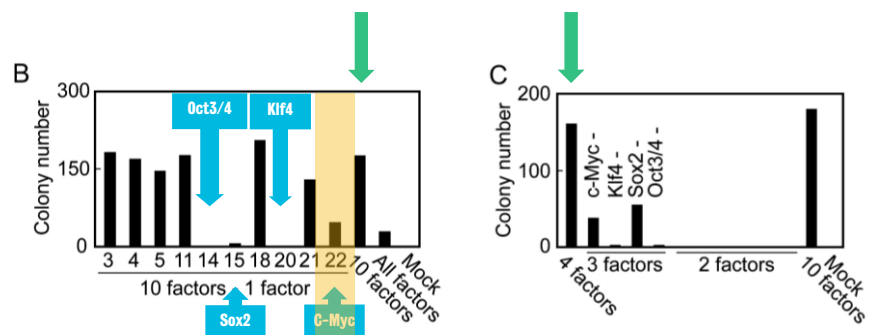 B
300
150
0
Colony number
Oct3/4
Klf4
3 4 5 11 14 15 18 20 21 22 10 factors All factors Mock
10 factors - 1 factor
Sox2
C-Myc
C
200
100
0
Colony number
c-Myc -
Klf4 -
Sox2 -
Oct3/4 -
4 factors 3 factors 2 factors 10 factors Mock